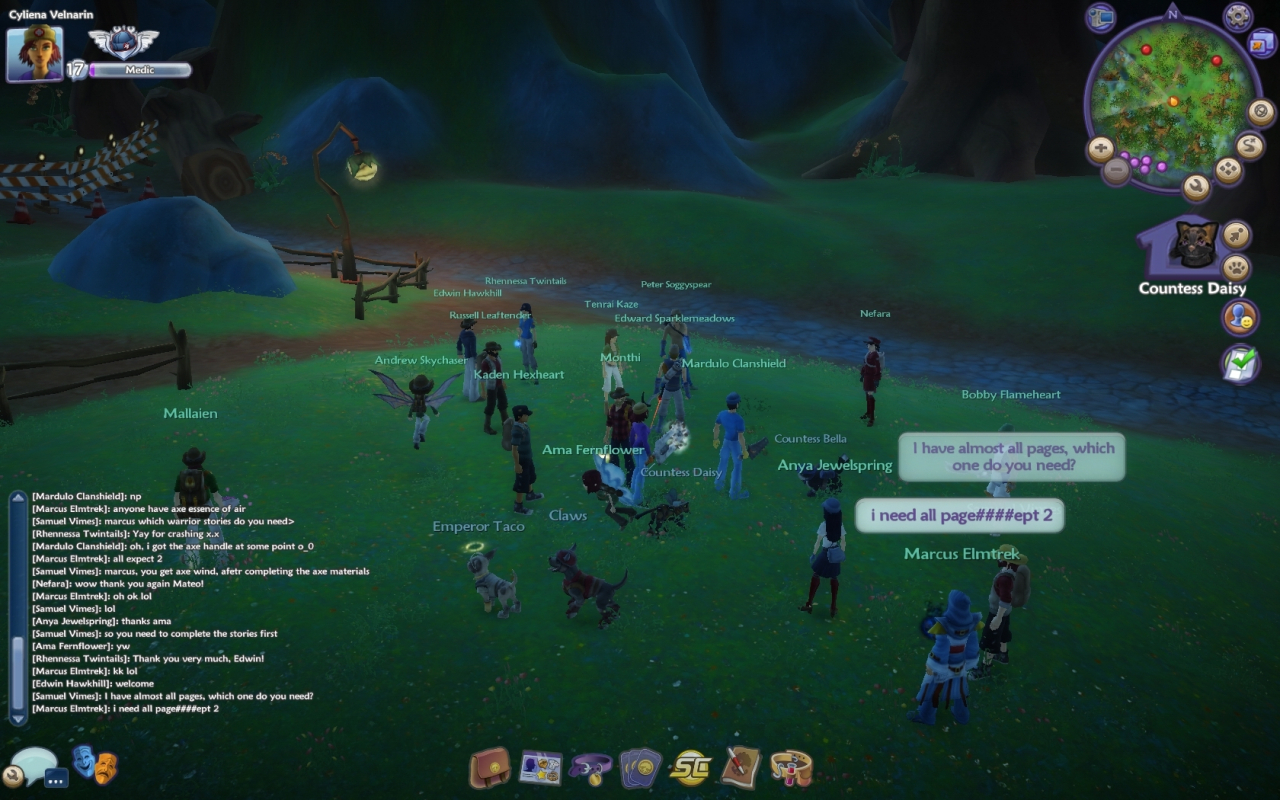 Cyliena Velnarin
17
Medic
N
Countess Daisy
Rhennessa Twintails
Peter Soggyspear
Edwin Hawkhill
Tenrai Kaze
Russell Leaftender
Edward Sparklemeadows
Nefara
Andrew Skychaser
Monthi
Mardulo Clanshield
Kaden Hexheart
Bobby Flameheart
Mallaien
Countess Bella
I have almost all pages, which
one do you need?
Ama Fernflower
Anya Jewelspring
Countess Daisy
i need all page####ept 2
Claws
Emperor Taco
Marcus Elmtrek
[Mardulo Clanshield]: np
[Marcus Elmtrek]: anyone have axe essence of air
[Samuel Vimes]: marcus which warrior stories do you need>
[Rhennessa Twintails]: Yay for crashing x.x
[Mardulo Clanshield]: oh, i got the axe handle at some point o_0
[Marcus Elmtrek]: all expect 2
[Samuel Vimes]: marcus, you get axe wind, afetr completing the axe materials
[Nefara]: wow thank you again Mateo!
[Marcus Elmtrek]: oh ok lol
[Samuel Vimes]: lol
[Anya Jewelspring]: thanks ama
[Samuel Vimes]: so you need to complete the stories first
[Ama Fernflower]: yw
[Rhennessa Twintails]: Thank you very much, Edwin!
[Marcus Elmtrek]: kk lol
[Edwin Hawkhill]: welcome
[Samuel Vimes]: I have almost all pages, which one do you need?
[Marcus Elmtrek]: i need all page####ept 2
SC